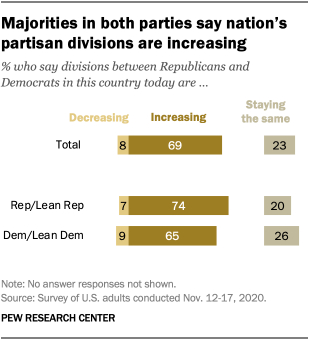 Majorities in both parties say nation's
partisan divisions are increasing
% who say divisions between Republicans and
Democrats in this country today are ...
Decreasing Increasing Staying
the same
Total 8 69 23
Rep/Lean Rep 7 74 20
Dem/Lean Dem 9 65 26
Note: No answer responses not shown.
Source: Survey of U.S. adults conducted Nov. 12-17, 2020.
PEW RESEARCH CENTER